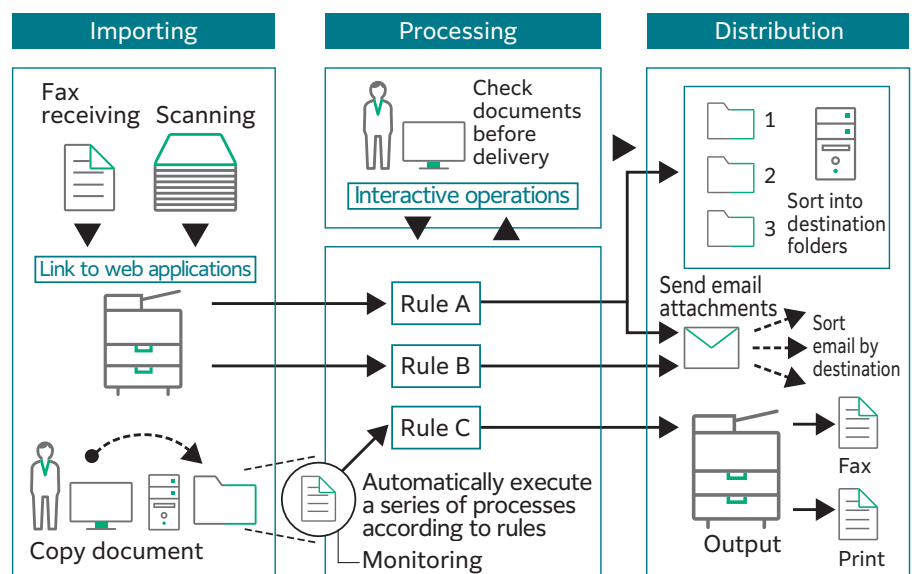 Importing
Processing
Distribution
Fax
receiving
Scanning
Link to web applications
Copy document
Check
documents
before
delivery
Interactive operations
Rule A
Rule B
Rule C
Automatically execute
a series of processes
according to rules
Monitoring
1
2
3
Sort into
destination
folders
Send email
attachments
Sort
email by
destination
Output
Fax
Print